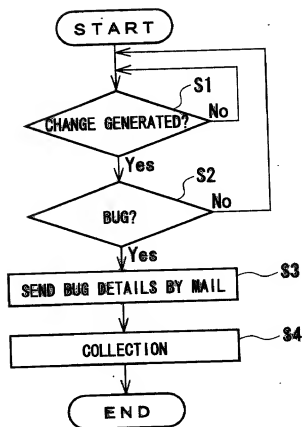 START
S1
CHANGE GENERATED?
No
Yes
S2
No
BUG?
Yes
S3
SEND BUG DETAILS BY MAIL
S4
COLLECTION
END